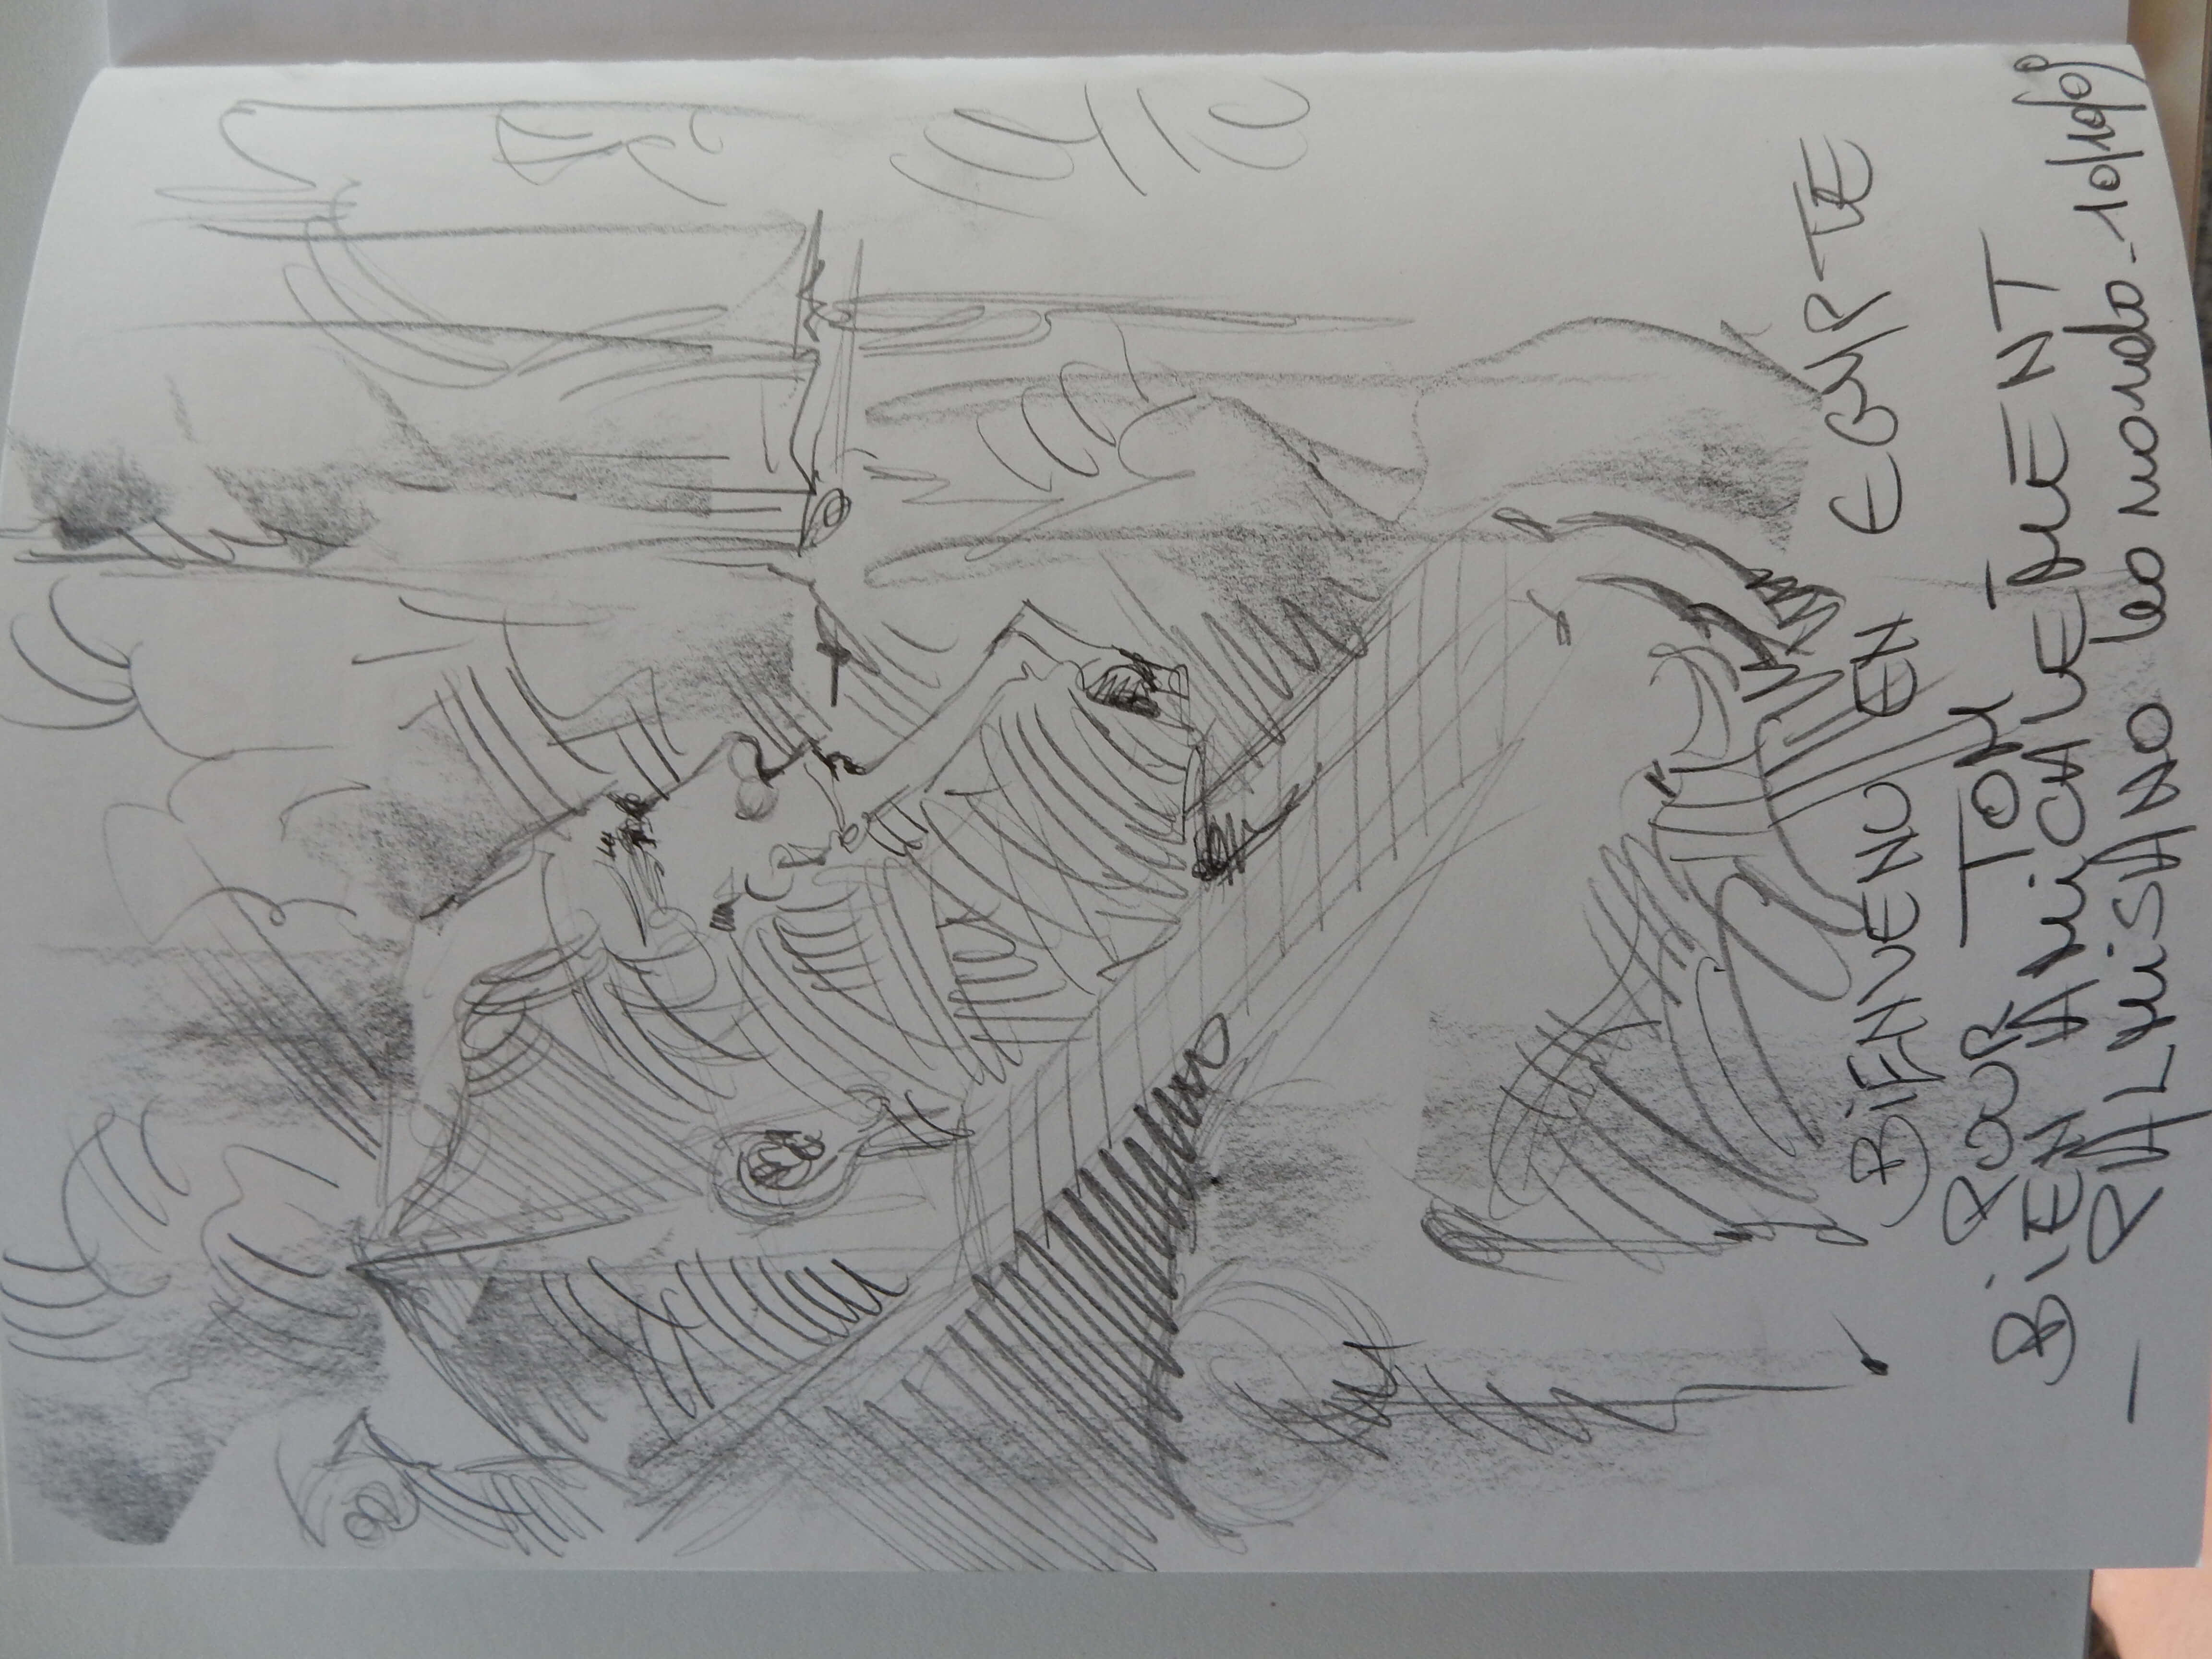 BIENVENU EN EGYPTE
POUR TOM
BIEN AMICALEMENT
- PALMISANO Leonardo - 10/10/09